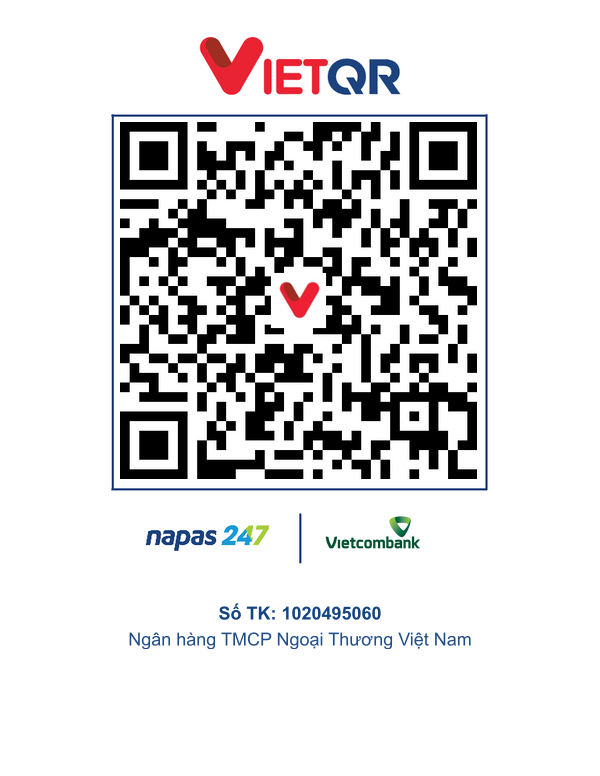 VIETQR
napas 247
Vietcombank
Số TK: 1020495060
Ngân hàng TMCP Ngoại Thương Việt Nam